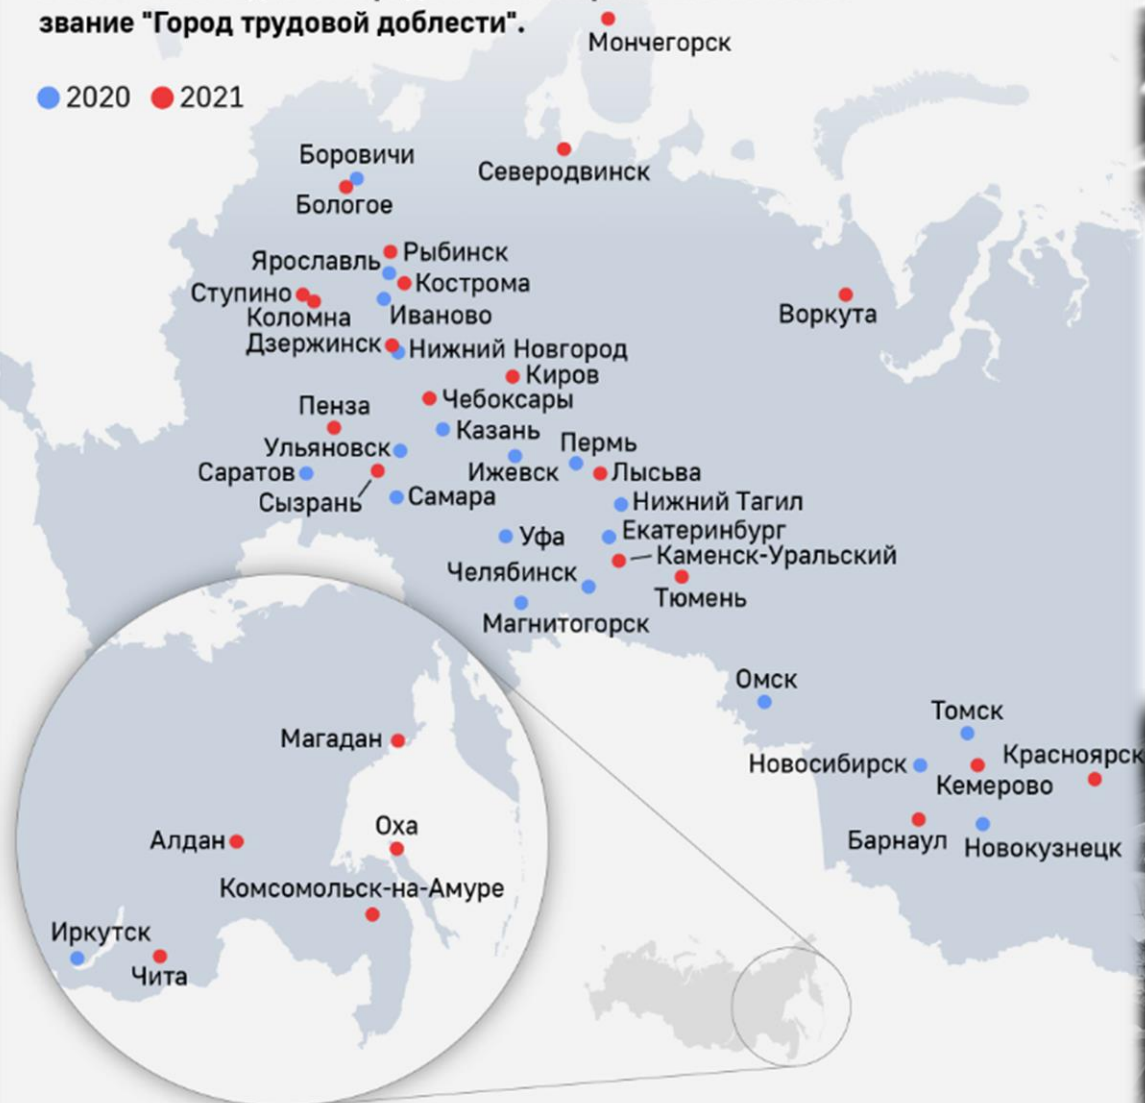 звание "Город трудовой доблести".
Мончегорск
2020 2021
Боровичи
Северодвинск
Бологое
Рыбинск
Ярославль
Кострома
Ступино
Воркута
Иваново
Коломна
Дзержинск
Нижний Новгород
Киров
Чебоксары
Пенза
Казань
Пермь
Ульяновск
Саратов
Ижевск
Лысьва
Сызрань
Самара
Нижний Тагил
Екатеринбург
Уфа
Каменск-Уральский
Челябинск
Тюмень
Магнитогорск
Омск
Томск
Магадан
Красноярск
Новосибирск
Кемерово
Оха
Алдан
Барнаул
Новокузнецк
Комсомольск-на-Амуре
Иркутск
Чита